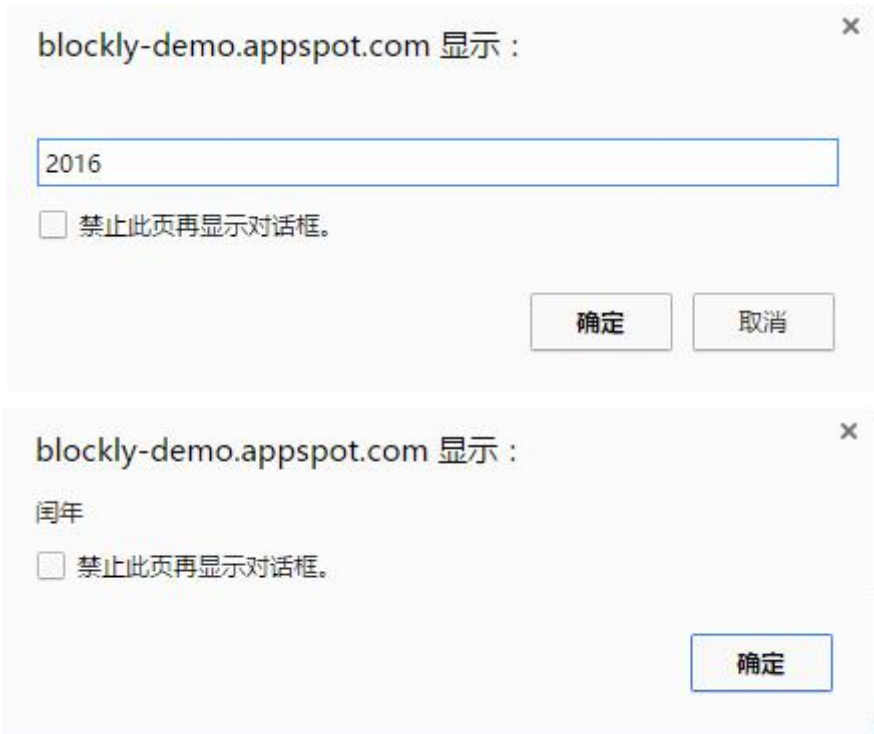 blockly-demo.appspot.com 显示：
2016
禁止此页再显示对话框。
确定 取消
blockly-demo.appspot.com 显示：
闰年
禁止此页再显示对话框。
确定